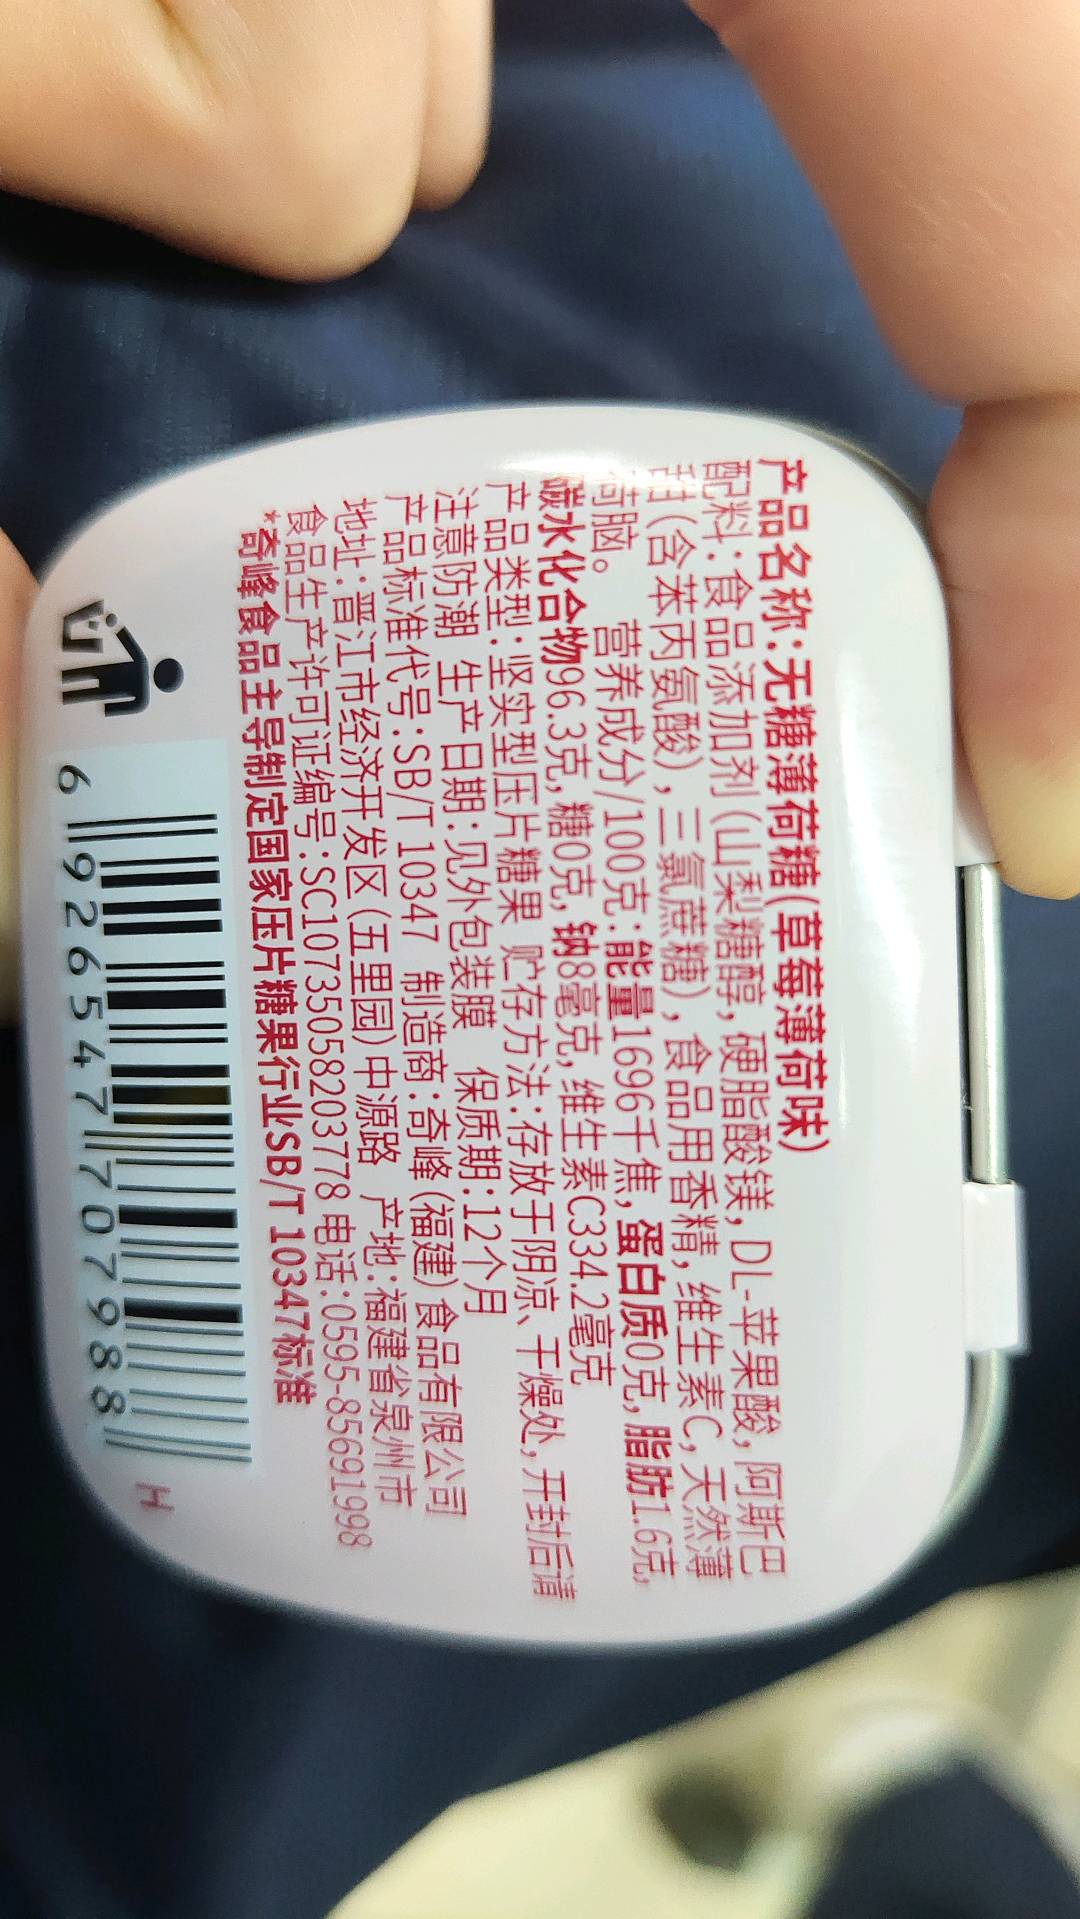 产品名称:无糖薄荷糖(草莓薄荷味)
配料:食品添加剂(山梨糖醇,硬脂酸镁,DL-苹果酸,阿斯巴
甜(含苯丙氨酸),三氯蔗糖),食品用香精,维生素C,天然薄
荷脑。 营养成分/100克:能量1696千焦,蛋白质0克,脂肪1.6克,
碳水化合物96.3克,糖0克,钠8毫克,维生素C334.2毫克
产品类型:坚实型压片糖果 贮存方法:存放于阴凉、干燥处,开封后请
注意防潮 生产日期:见外包装膜 保质期:12个月
产品标准代号:SB/T 10347 制造商:奇峰(福建)食品有限公司
地址:晋江市经济开发区(五里园)中源路 产地:福建省泉州市
食品生产许可证编号:SC10735058203778 电话:0595-85691998
*奇峰食品主导制定国家压片糖果行业SB/T 10347标准
6 926547 707988
H